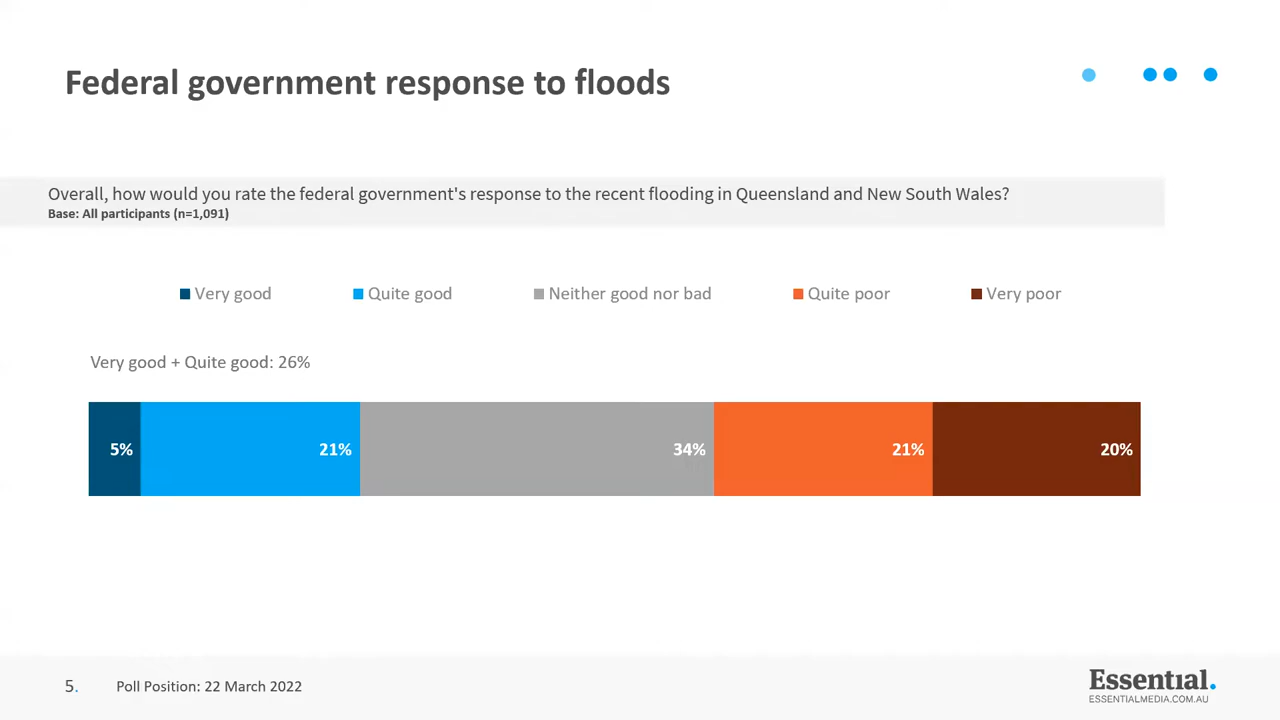 Federal government response to floods
Overall, how would you rate the federal government's response to the recent flooding in Queensland and New South Wales?
Base: All participants (n=1,091)
Very good Quite good Neither good nor bad Quite poor Very poor
Very good + Quite good: 26%
5% 21% 34% 21% 20%
5. Poll Position: 22 March 2022
Essential.
ESSENTIALMEDIA.COM.AU